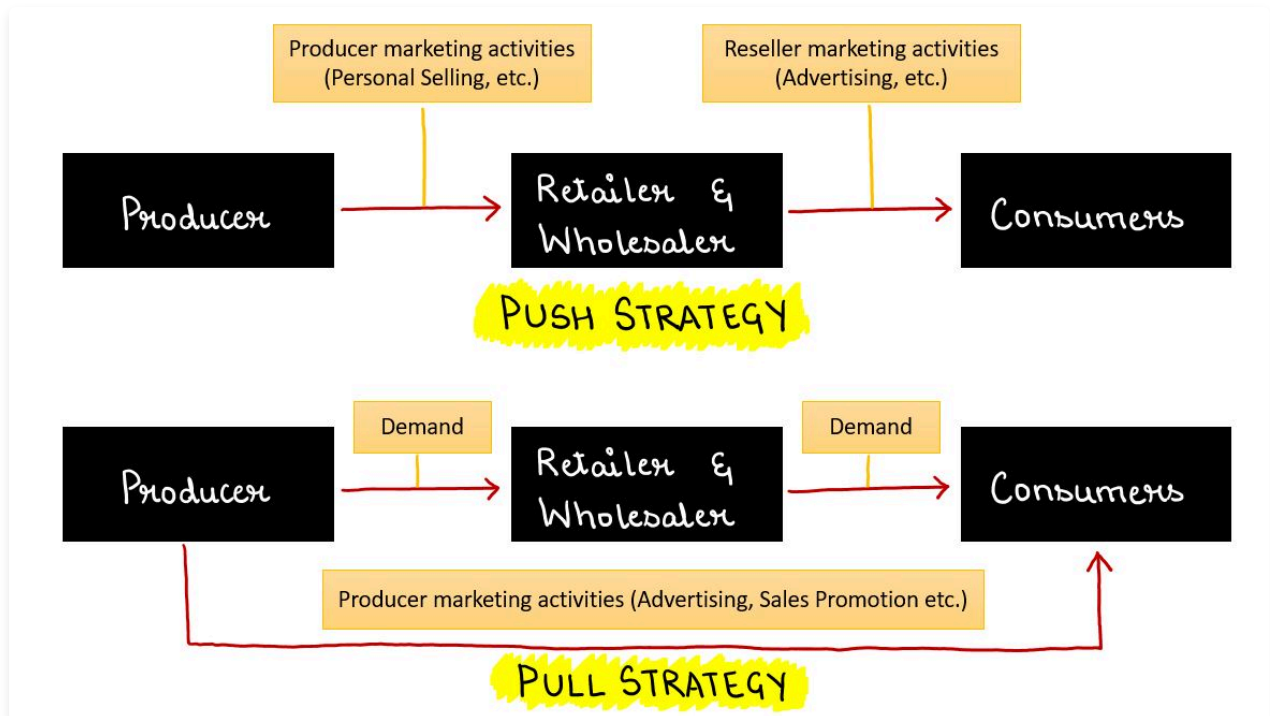 Producer marketing activities
(Personal Selling, etc.)
Reseller marketing activities
(Advertising, etc.)
Producer
Retailer &
Wholesaler
Consumers
PUSH STRATEGY
Demand
Demand
Producer
Retailer &
Wholesaler
Consumers
Producer marketing activities (Advertising, Sales Promotion etc.)
PULL STRATEGY